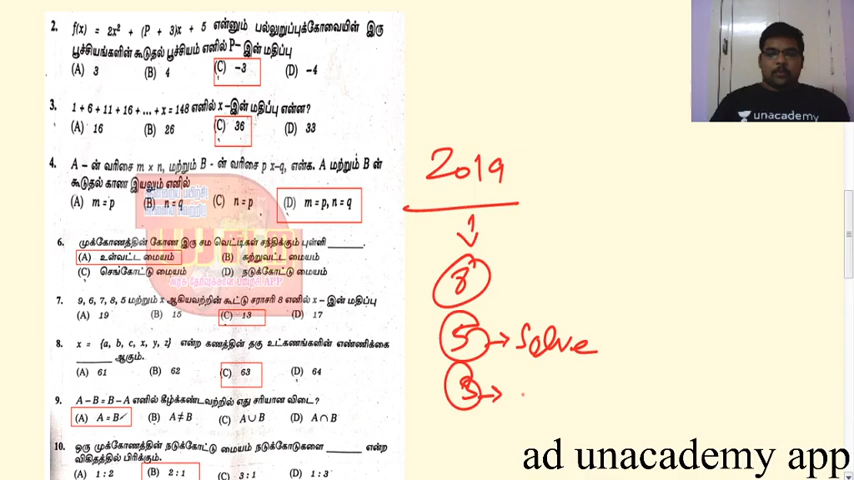 2. f(x) = 2x² + (P + 3)x + 5 என்னும் பல்லுறுப்புக்கோவையின் இரு
பூச்சியங்களின் கூடுதல் பூச்சியம் எனில் P-இன் மதிப்பு
(A) 3 (B) 4 (C) -3 (D) -4
3. 1 + 6 + 11 + 16 + ... + x = 148 எனில் x-இன் மதிப்பு என்ன?
(A) 16 (B) 26 (C) 36 (D) 33
4. A - ன் வரிசை m × n, மற்றும் B - ன் வரிசை p x-q, என்க. A மற்றும் B ன்
கூடுதல் காண இயலும் எனில்
(A) m = p (B) n = q (C) n = p (D) m = p, n = q
6. முக்கோணத்தின் கோண இரு சம வெட்டிகள் சந்திக்கும் புள்ளி ______.
(A) உள்வட்ட மையம் (B) சுற்றுவட்ட மையம்
(C) செங்கோட்டு மையம் (D) நடுக்கோட்டு மையம்
7. 9, 6, 7, 8, 5 மற்றும் x ஆகியவற்றின் கூட்டு சராசரி 8 எனில் x - இன் மதிப்பு
(A) 19 (B) 15 (C) 13 (D) 17
8. x = {a, b, c, x, y, z} என்ற கணத்தின் தகு உட்கணங்களின் எண்ணிக்கை
______ ஆகும்.
(A) 61 (B) 62 (C) 63 (D) 64
9. A - B = B - A எனில் கீழ்க்கண்டவற்றில் எது சரியான விடை?
(A) A = B ✓ (B) A ≠ B (C) A ∪ B (D) A ∩ B
10. ஒரு முக்கோணத்தின் நடுக்கோட்டு மையம் நடுக்கோடுகளை ______ என்ற
விகிதத்தில் பிரிக்கும்.
(A) 1 : 2 (B) 2 : 1 (C) 3 : 1 (D) 1 : 3
2019
8
5 → Solve
3 →
unacademy
ad unacademy app